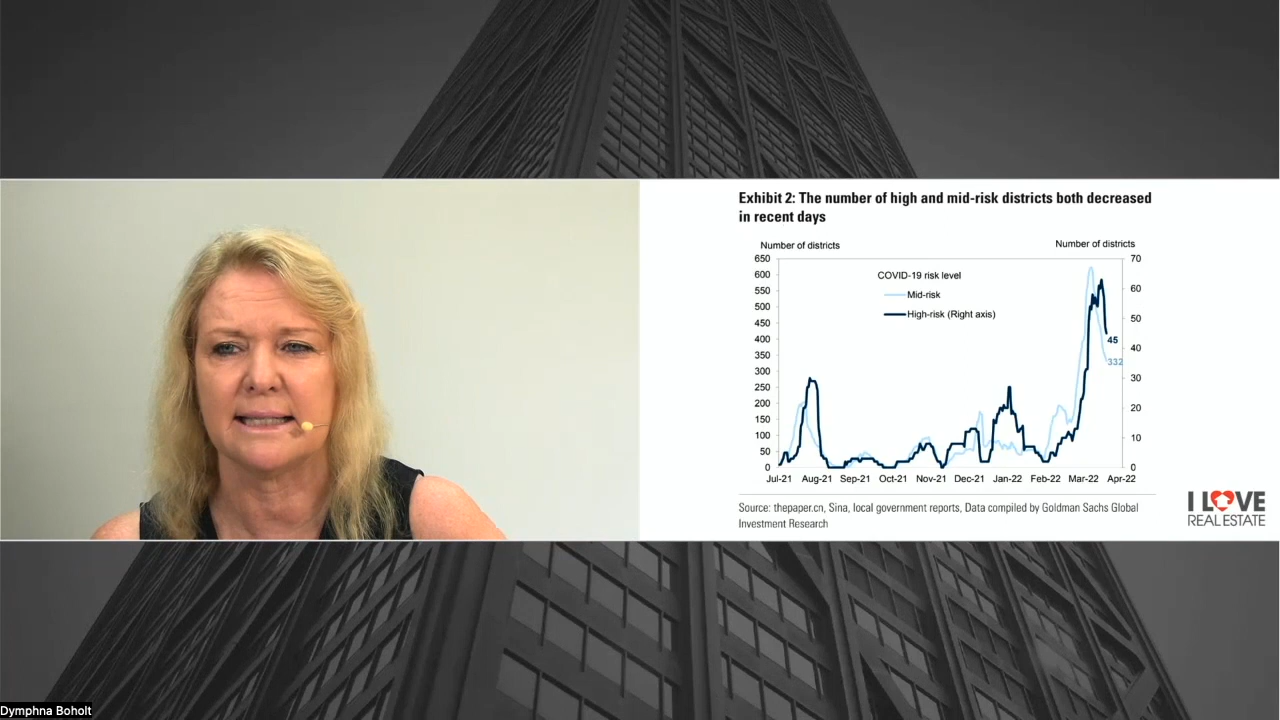 Exhibit 2: The number of high and mid-risk districts both decreased
in recent days
Number of districts
Number of districts
COVID-19 risk level
Mid-risk
High-risk (Right axis)
650
600
550
500
450
400
350
300
250
200
150
100
50
0
70
60
50
40
30
20
10
0
45
332
Jul-21 Aug-21 Sep-21 Oct-21 Nov-21 Dec-21 Jan-22 Feb-22 Mar-22 Apr-22
Source: thepaper.cn, Sina, local government reports, Data compiled by Goldman Sachs Global
Investment Research
I LOVE
REAL ESTATE
Dymphna Boholt